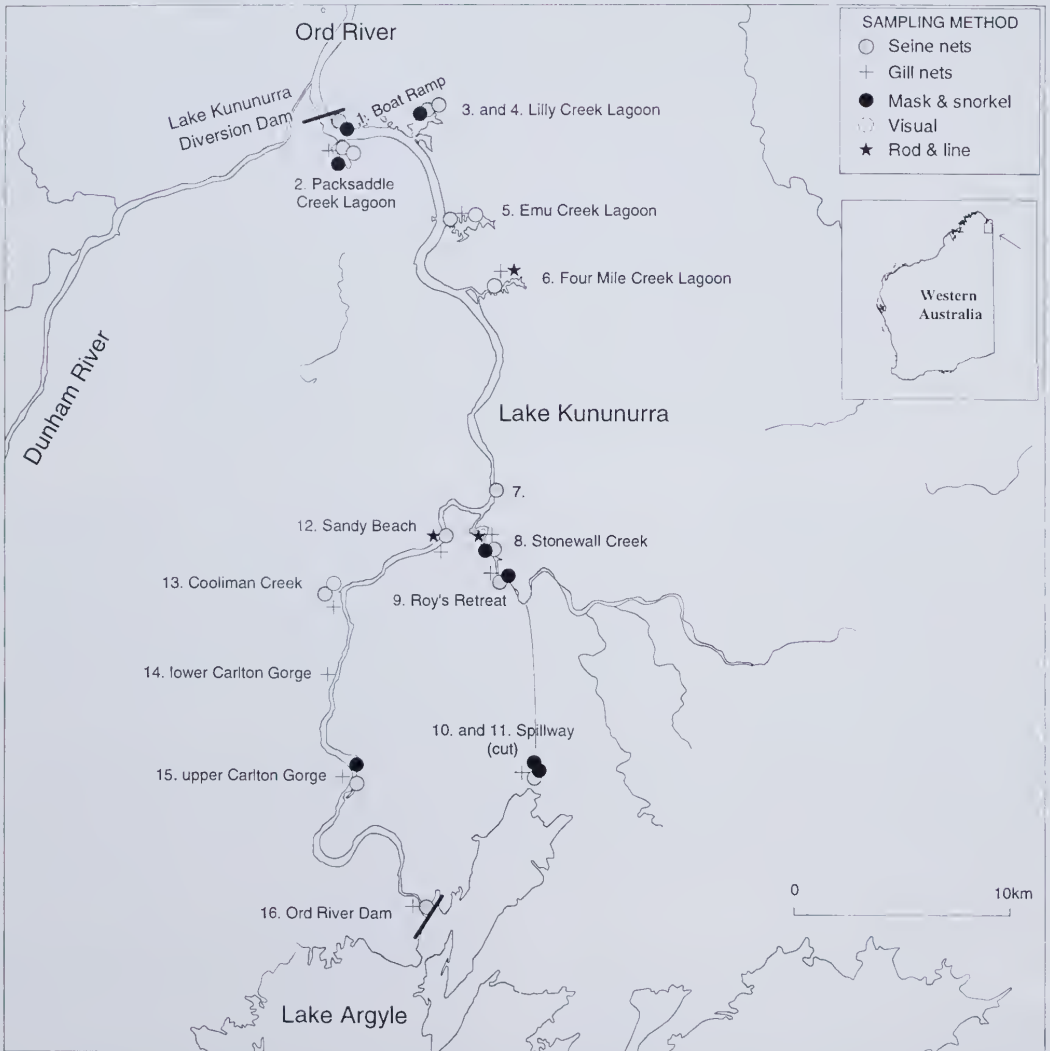 Ord River
Lake Kununurra
Diversion Dam
1. Boat Ramp
3. and 4. Lilly Creek Lagoon
2. Packsaddle
Creek Lagoon
5. Emu Creek Lagoon
6. Four Mile Creek Lagoon
Dunham River
Lake Kununurra
7.
12. Sandy Beach
8. Stonewall Creek
13. Cooliman Creek
9. Roy's Retreat
14. lower Carlton Gorge
10. and 11. Spillway
(cut)
15. upper Carlton Gorge
16. Ord River Dam
Lake Argyle
SAMPLING METHOD
Seine nets
Gill nets
Mask & snorkel
Visual
Rod & line
Western
Australia
0 10km